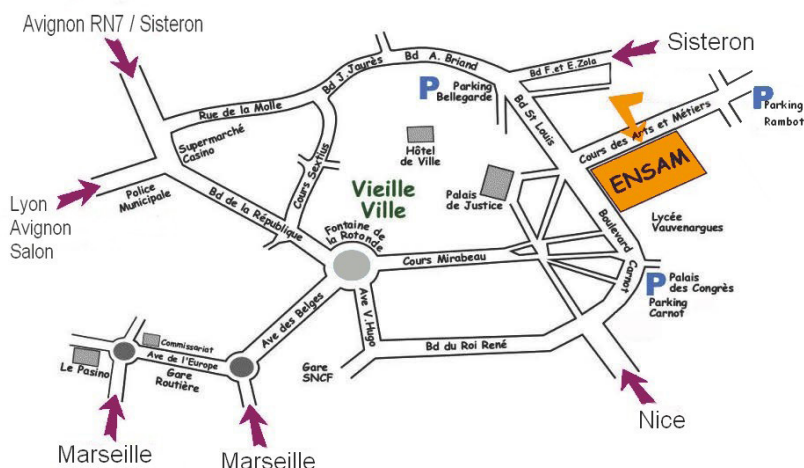 Avignon RN7 / Sisteron
Sisteron
Bd F. et E. Zola
Bd A. Briand
Bd J. Jaurès
Rue de la Molle
P Parking
Bellegarde
Bd St Louis
P Parking
Rambot
Cours des Arts et Métiers
ENSAM
Supermarché
Casino
Hôtel
de Ville
Cours Sextius
Police
Municipale
Vieille
Ville
Palais
de Justice
Lycée
Vauvenargues
Lyon
Avignon
Salon
Bd de la République
Fontaine de
la Rotonde
Cours Mirabeau
Boulevard
Carnot
P Palais
des Congrès
Parking
Carnot
Ave des Belges
Ave V. Hugo
Bd du Roi René
Commissariat
Ave de l'Europe
Le Pasino
Gare
Routière
Gare
SNCF
Nice
Marseille
Marseille